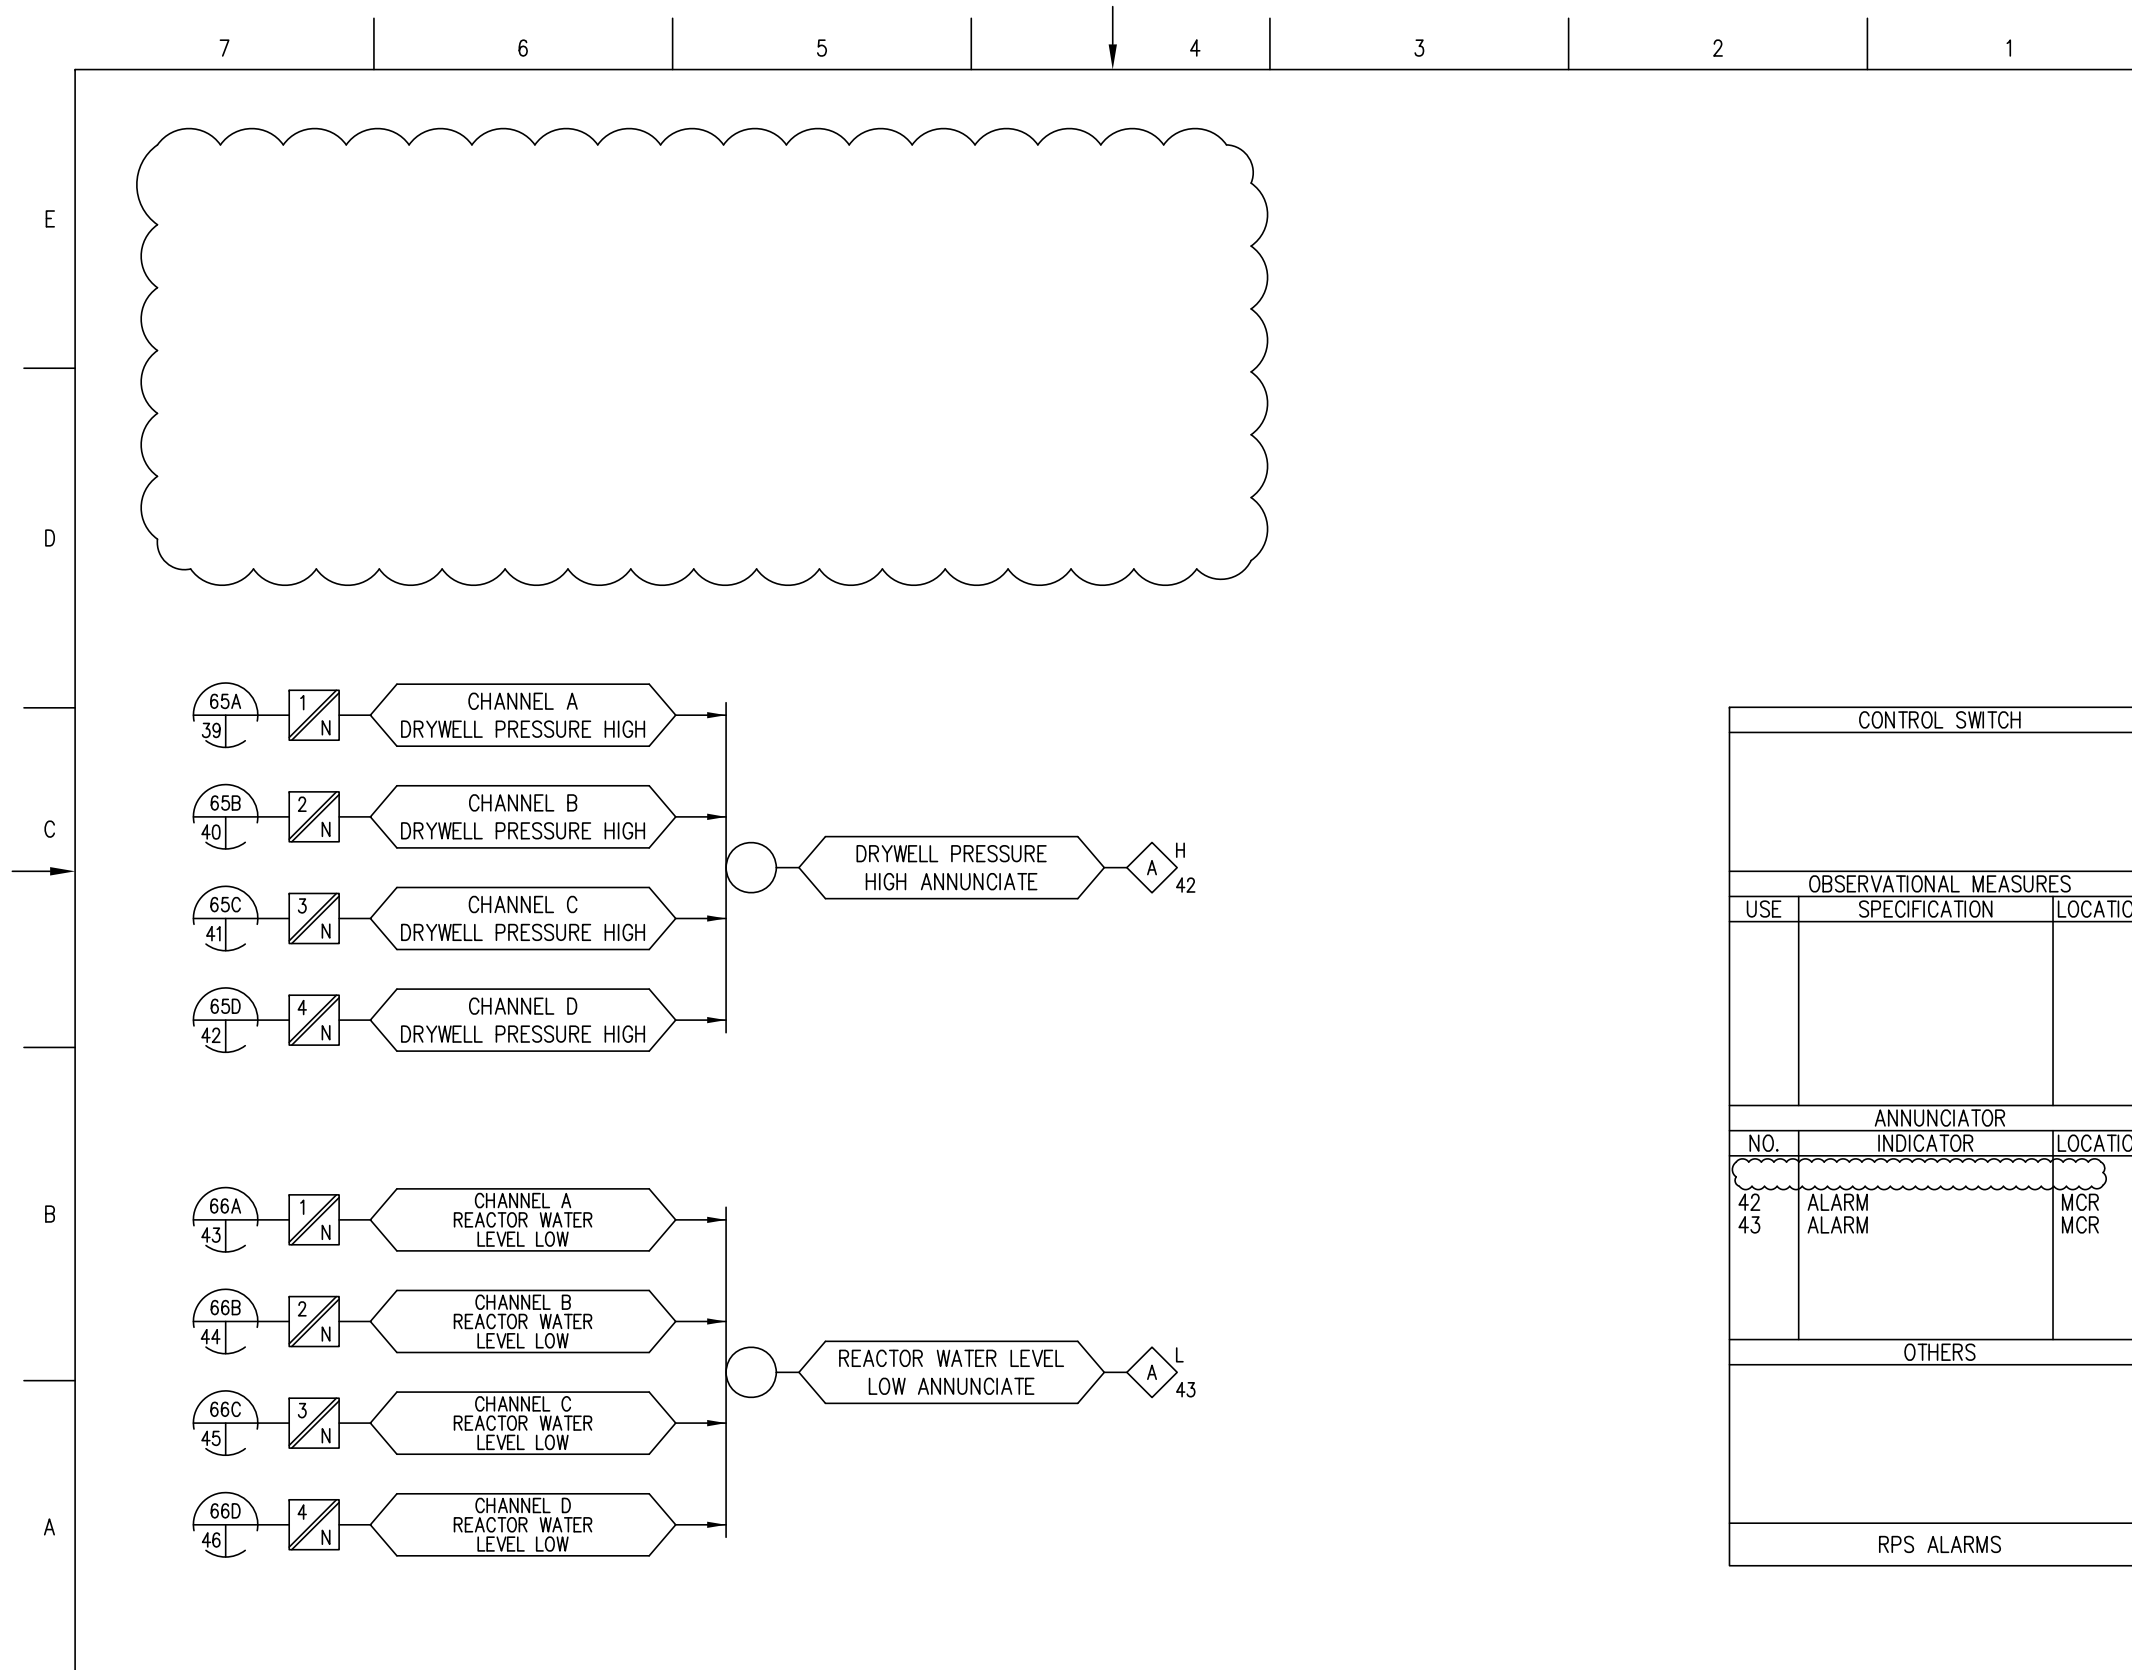 7 6 5 4 3 2 1
E
D
C
B
A
65A
39
1
N
CHANNEL A
DRYWELL PRESSURE HIGH
65B
40
2
N
CHANNEL B
DRYWELL PRESSURE HIGH
65C
41
3
N
CHANNEL C
DRYWELL PRESSURE HIGH
65D
42
4
N
CHANNEL D
DRYWELL PRESSURE HIGH
DRYWELL PRESSURE
HIGH ANNUNCIATE
A
H
42
66A
43
1
N
CHANNEL A
REACTOR WATER
LEVEL LOW
66B
44
2
N
CHANNEL B
REACTOR WATER
LEVEL LOW
66C
45
3
N
CHANNEL C
REACTOR WATER
LEVEL LOW
66D
46
4
N
CHANNEL D
REACTOR WATER
LEVEL LOW
REACTOR WATER LEVEL
LOW ANNUNCIATE
A
L
43
CONTROL SWITCH
OBSERVATIONAL MEASURES
USE SPECIFICATION LOCATIO
ANNUNCIATOR
NO. INDICATOR LOCATIO
42 ALARM MCR
43 ALARM MCR
OTHERS
RPS ALARMS